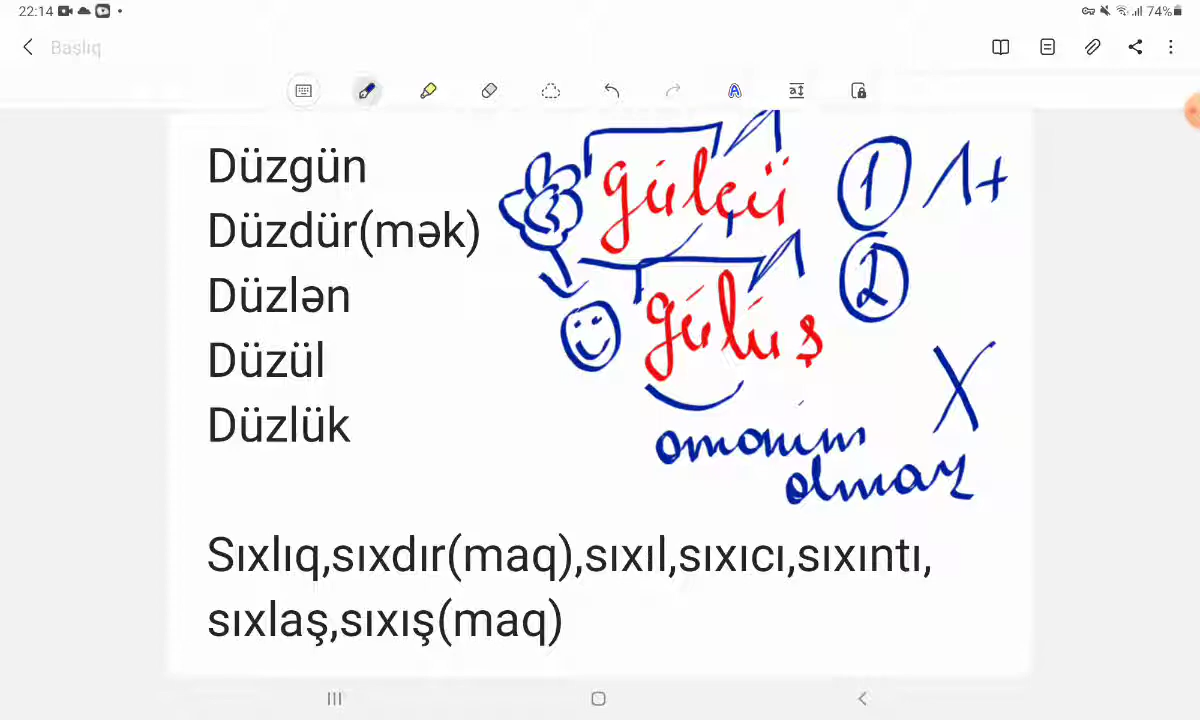 22:14
74%
Başlıq
Düzgün
Düzdür(mək)
Düzlən
Düzül
Düzlük
gülçü
1 1+
gülüş
2
omonim
olmaz
Sıxlıq,sıxdır(maq),sıxıl,sıxıcı,sıxıntı,
sıxlaş,sıxış(maq)